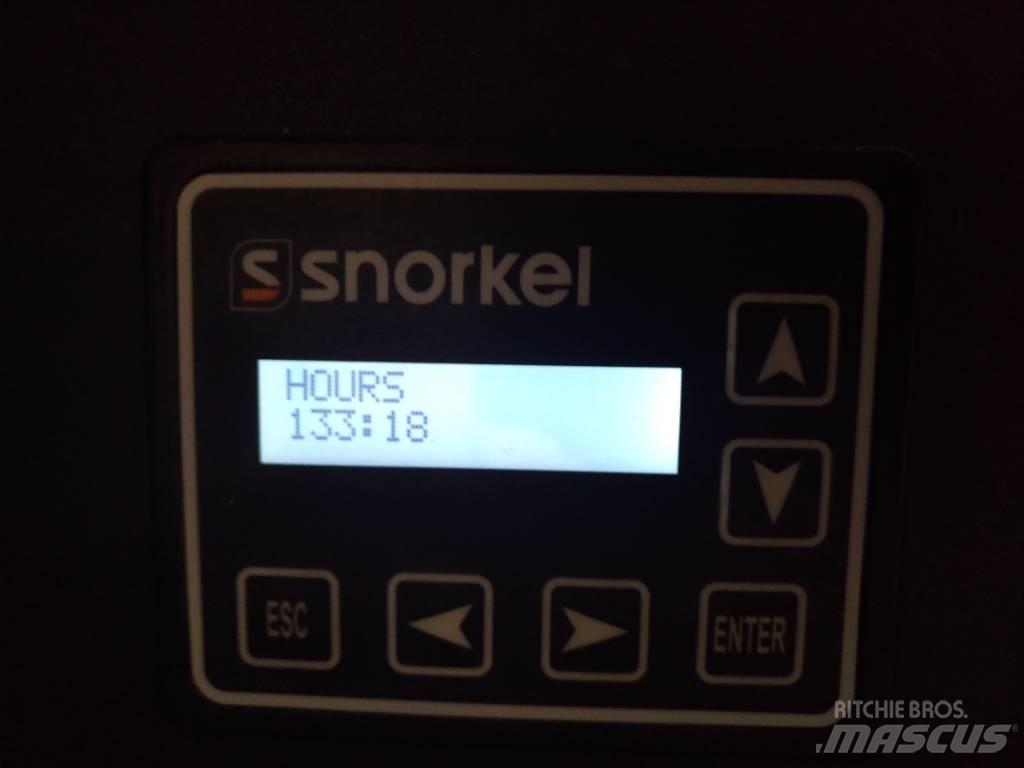 snorkel
HOURS
133:18
ESC
ENTER
RITCHIE BROS.
MASCUS